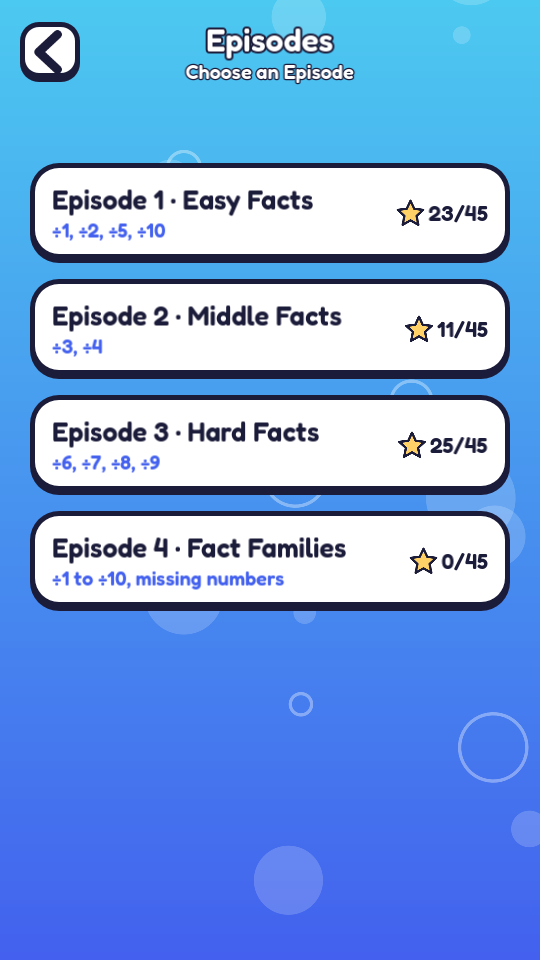 Episodes
Choose an Episode
Episode 1 · Easy Facts
÷1, ÷2, ÷5, ÷10
23/45
Episode 2 · Middle Facts
÷3, ÷4
11/45
Episode 3 · Hard Facts
÷6, ÷7, ÷8, ÷9
25/45
Episode 4 · Fact Families
÷1 to ÷10, missing numbers
0/45